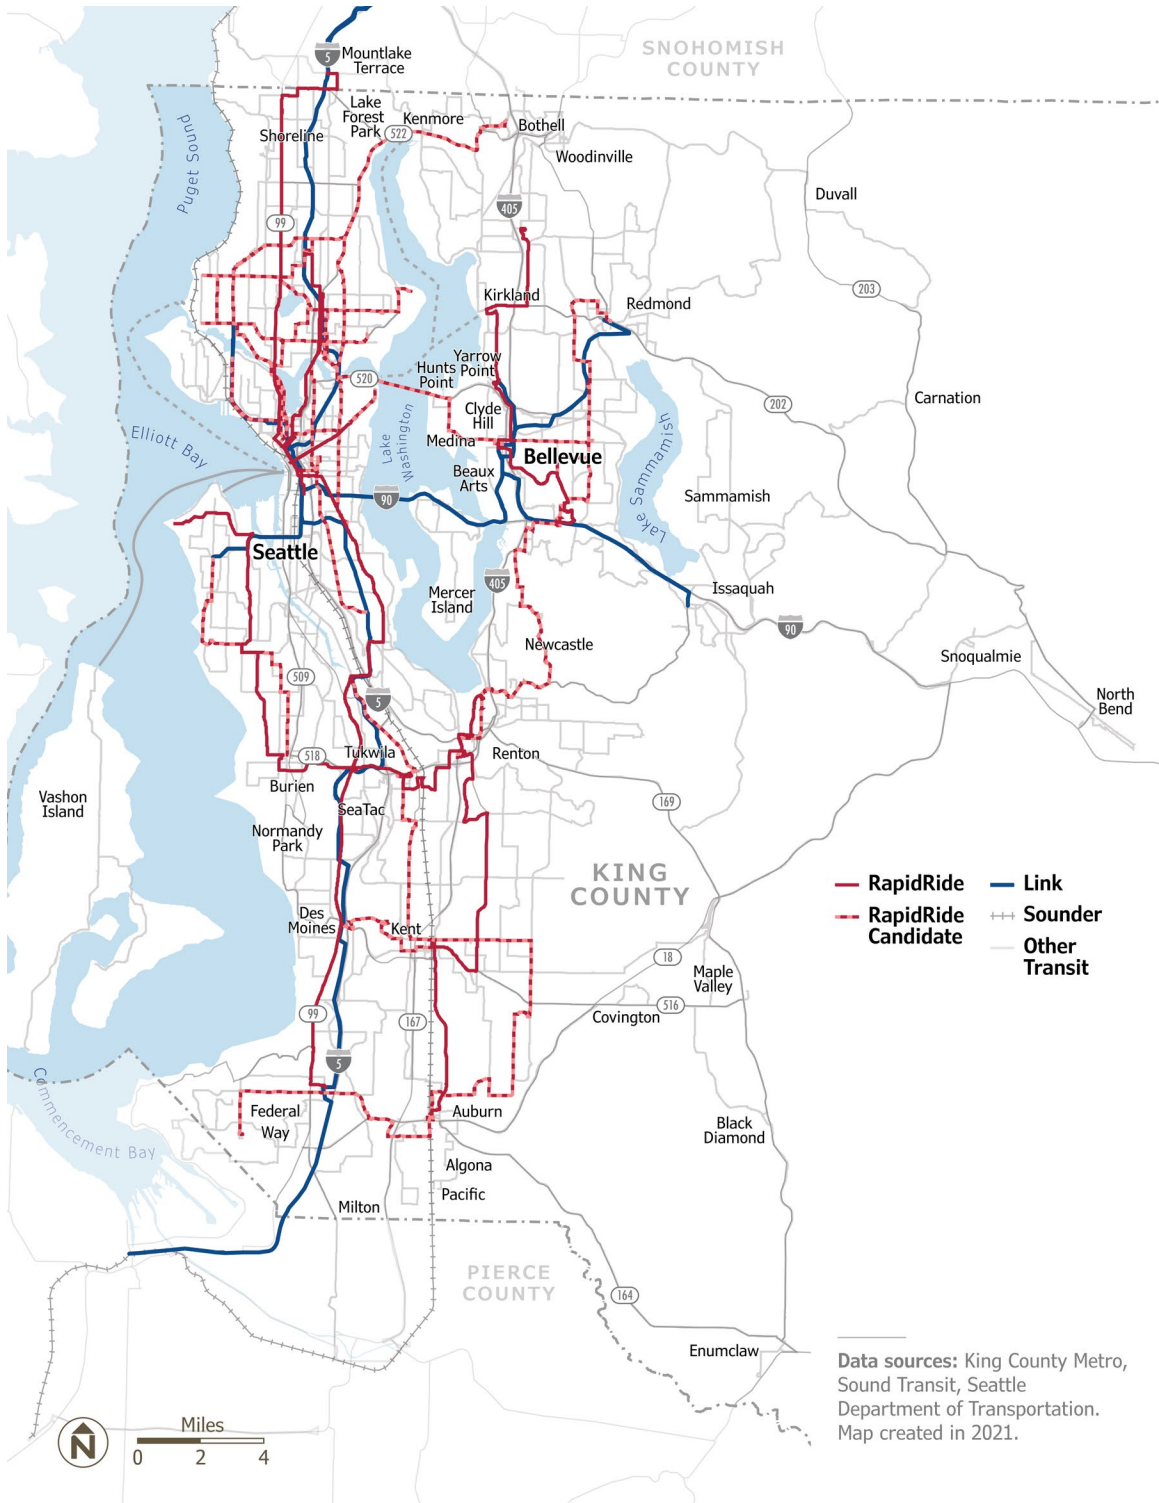 SNOHOMISH
COUNTY
5
Mountlake
Terrace
Lake
Forest
Park
Kenmore
522
Shoreline
Bothell
Woodinville
Puget Sound
Duvall
405
99
203
Kirkland
Redmond
Yarrow
Point
Hunts
Point
520
202
Carnation
Clyde
Hill
Medina
Lake
Washington
Elliott Bay
Bellevue
Beaux
Arts
Lake Sammamish
90
Sammamish
Seattle
405
Mercer
Island
Issaquah
90
Newcastle
Snoqualmie
509
5
North
Bend
518
Tukwila
Renton
Burien
Vashon
Island
SeaTac
169
Normandy
Park
KING
COUNTY
RapidRide
RapidRide
Candidate
Link
Sounder
Other
Transit
Des
Moines
Kent
18
Maple
Valley
516
Covington
99
167
5
Commencement Bay
Federal
Way
Auburn
Black
Diamond
Algona
Pacific
Milton
PIERCE
COUNTY
164
Enumclaw
Data sources: King County Metro,
Sound Transit, Seattle
Department of Transportation.
Map created in 2021.
N
Miles
0 2 4